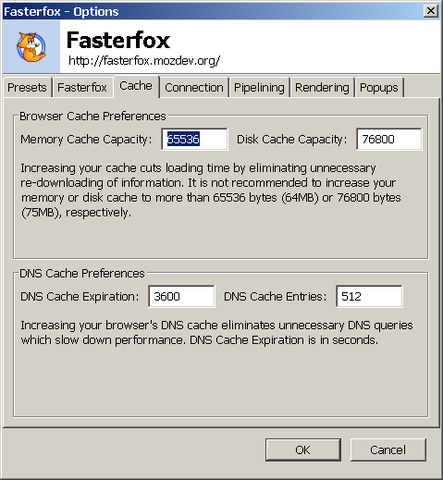 Fasterfox - Options
Fasterfox
http://fasterfox.mozdev.org/
Presets Fasterfox Cache Connection Pipelining Rendering Popups
Browser Cache Preferences
Memory Cache Capacity: 65536 Disk Cache Capacity: 76800
Increasing your cache cuts loading time by eliminating unnecessary
re-downloading of information. It is not recommended to increase your
memory or disk cache to more than 65536 bytes (64MB) or 76800 bytes
(75MB), respectively.
DNS Cache Preferences
DNS Cache Expiration: 3600 DNS Cache Entries: 512
Increasing your browser's DNS cache eliminates unnecessary DNS queries
which slow down performance. DNS Cache Expiration is in seconds.
OK Cancel